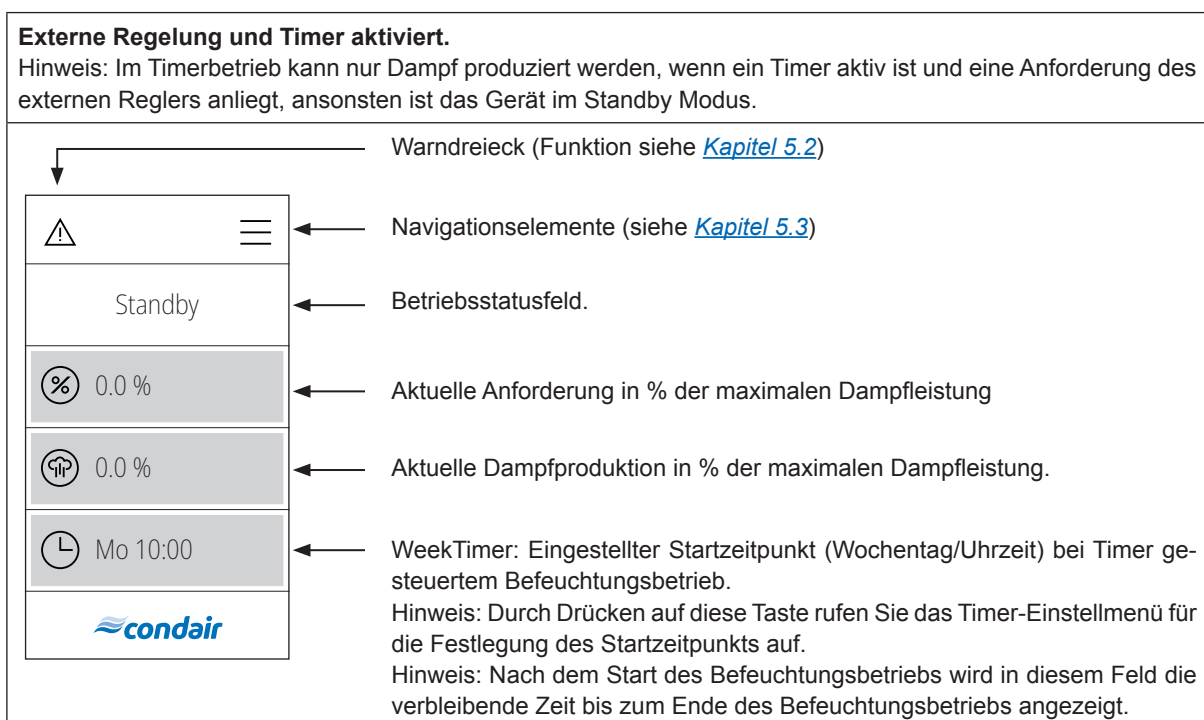 Externe Regelung und Timer aktiviert.
Hinweis: Im Timerbetrieb kann nur Dampf produziert werden, wenn ein Timer aktiv ist und eine Anforderung des
externen Reglers anliegt, ansonsten ist das Gerät im Standby Modus.
Warndreieck (Funktion siehe Kapitel 5.2)
Navigationselemente (siehe Kapitel 5.3)
Standby
Betriebsstatusfeld.
0.0 %
Aktuelle Anforderung in % der maximalen Dampfleistung
0.0 %
Aktuelle Dampfproduktion in % der maximalen Dampfleistung.
Mo 10:00
WeekTimer: Eingestellter Startzeitpunkt (Wochentag/Uhrzeit) bei Timer ge-
steuertem Befeuchtungsbetrieb.
Hinweis: Durch Drücken auf diese Taste rufen Sie das Timer-Einstellmenü für
die Festlegung des Startzeitpunkts auf.
Hinweis: Nach dem Start des Befeuchtungsbetriebs wird in diesem Feld die
verbleibende Zeit bis zum Ende des Befeuchtungsbetriebs angezeigt.
condair